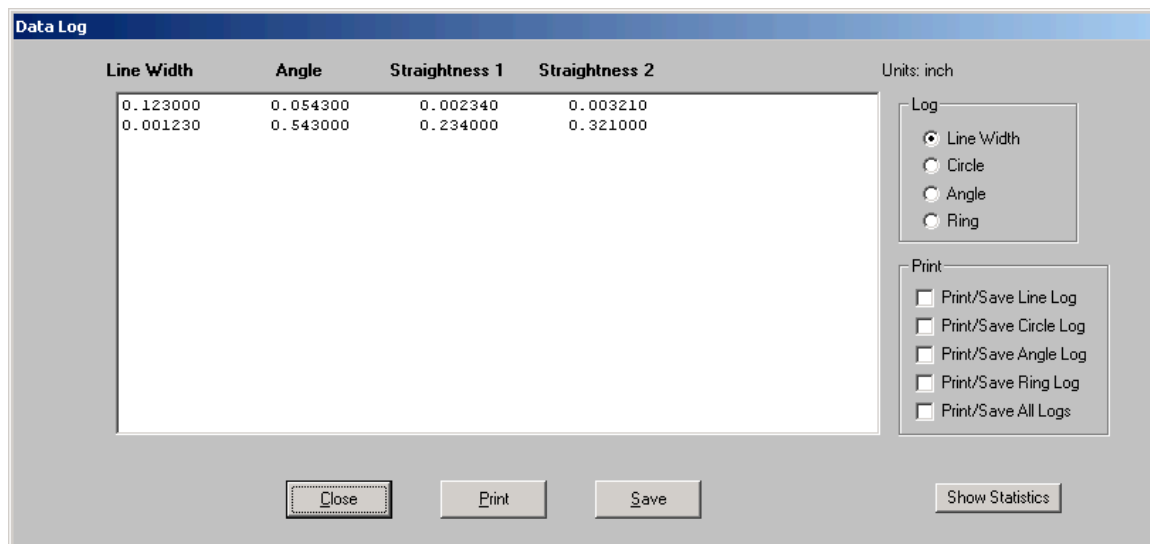 Data Log
Line Width Angle Straightness 1 Straightness 2 Units: inch
0.123000 0.054300 0.002340 0.003210
0.001230 0.543000 0.234000 0.321000
Log
Line Width
Circle
Angle
Ring
Print
Print/Save Line Log
Print/Save Circle Log
Print/Save Angle Log
Print/Save Ring Log
Print/Save All Logs
Close Print Save Show Statistics